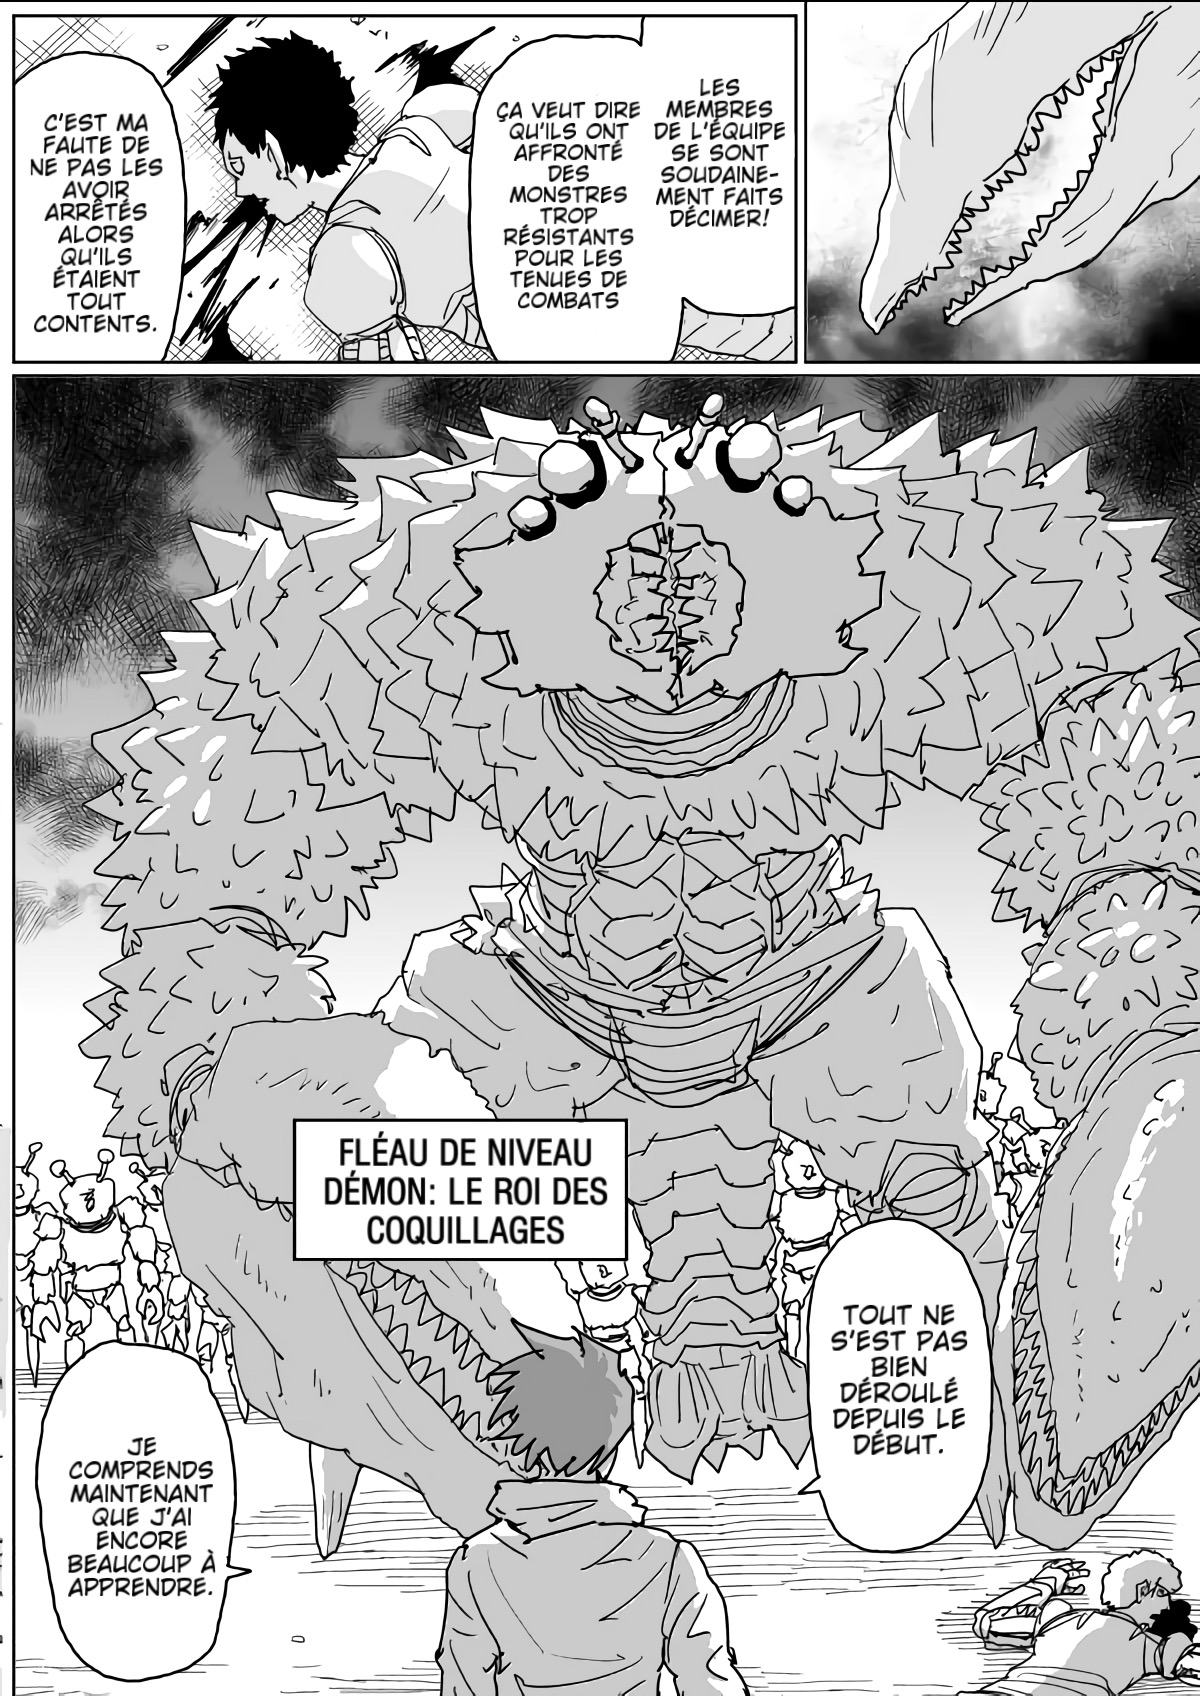 LES
MEMBRES
DE L'ÉQUIPE
SE SONT
SOUDAINE-
MENT FAITS
DÉCIMER!
ÇA VEUT DIRE
QU'ILS ONT
AFFRONTÉ
DES
MONSTRES
TROP
RÉSISTANTS
POUR LES
TENUES DE
COMBATS
C'EST MA
FAUTE DE
NE PAS LES
AVOIR
ARRÊTÉS
ALORS
QU'ILS
ÉTAIENT
TOUT
CONTENTS.
FLÉAU DE NIVEAU
DÉMON: LE ROI DES
COQUILLAGES
TOUT NE
S'EST PAS
BIEN
DÉROULÉ
DEPUIS LE
DÉBUT.
JE
COMPRENDS
MAINTENANT
QUE J'AI
ENCORE
BEAUCOUP À
APPRENDRE.